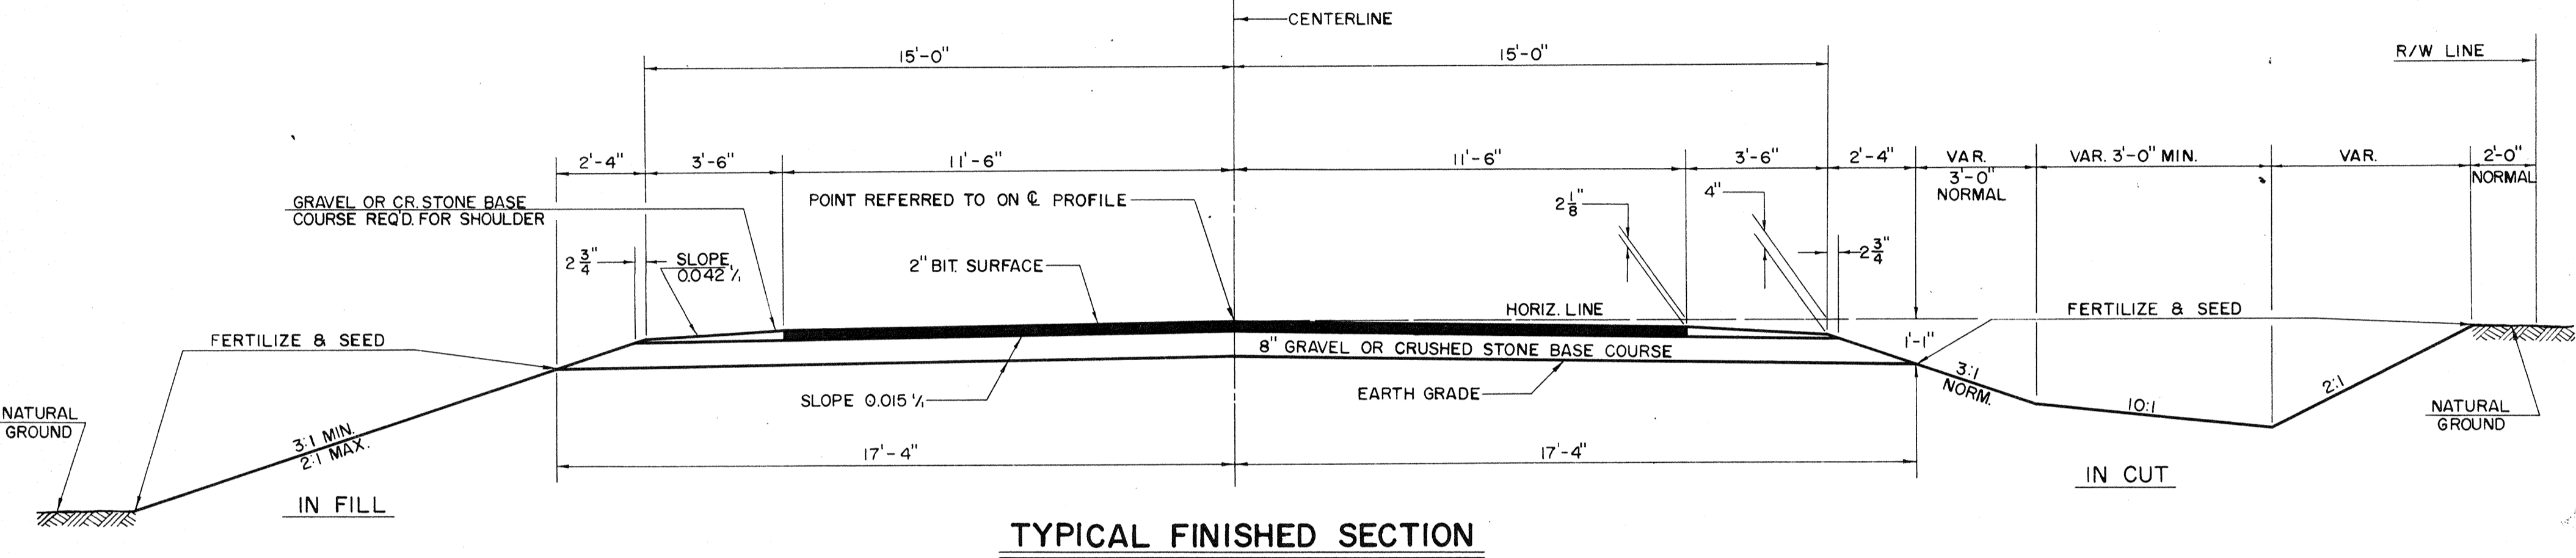 CENTERLINE
R/W LINE
15'-0"
15'-0"
2'-4"
3'-6"
11'-6"
11'-6"
3'-6"
2'-4"
VAR.
3'-0"
NORMAL
VAR. 3'-0" MIN.
VAR.
2'-0"
NORMAL
GRAVEL OR CR. STONE BASE
COURSE REQ'D. FOR SHOULDER
POINT REFERRED TO ON ℄ PROFILE
2 1/8"
4"
2 3/4"
SLOPE
0.042 1/1
2" BIT. SURFACE
2 3/4"
HORIZ. LINE
FERTILIZE & SEED
FERTILIZE & SEED
8" GRAVEL OR CRUSHED STONE BASE COURSE
1'-1"
SLOPE 0.015 1/1
EARTH GRADE
3:1
NORM.
10:1
2:1
NATURAL
GROUND
NATURAL
GROUND
3:1 MIN.
2:1 MAX.
17'-4"
17'-4"
IN FILL
IN CUT
TYPICAL FINISHED SECTION